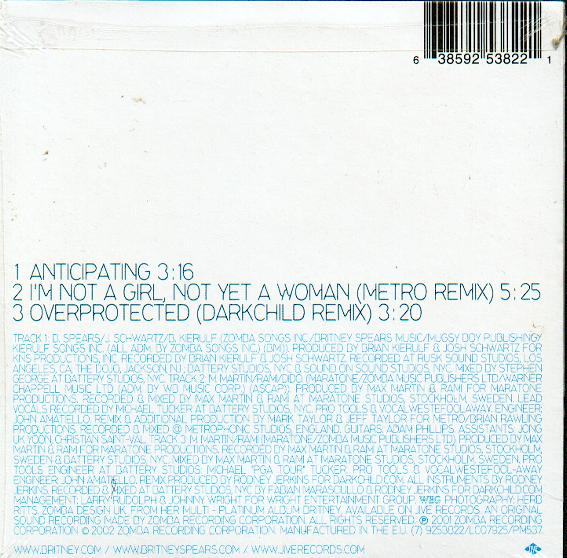 6 38592 53822 1
1 ANTICIPATING 3:16
2 I'M NOT A GIRL, NOT YET A WOMAN (METRO REMIX) 5:25
3 OVERPROTECTED (DARKCHILD REMIX) 3:20
TRACK 1: B. SPEARS/J. SCHWARTZ/B. KIERULF (ZOMBA SONGS INC./BRITNEY SPEARS MUSIC/MUGSY BOY PUBLISHING/
KIERULF SONGS INC. (ALL ADM. BY ZOMBA SONGS INC.) (BMI). PRODUCED BY BRIAN KIERULF & JOSH SCHWARTZ FOR
KNS PRODUCTIONS, INC. RECORDED BY BRIAN KIERULF & JOSH SCHWARTZ. RECORDED AT RUSK SOUND STUDIOS, LOS
ANGELES, CA, THE DOJO, JACKSON, NJ, BATTERY STUDIOS, NYC & SOUND ON SOUND STUDIOS, NYC. MIXED BY STEPHEN
GEORGE AT BATTERY STUDIOS, NYC. TRACK 2: M. MARTIN/RAMI/DIDO. (MARATONE/ZOMBA MUSIC PUBLISHERS LTD/WARNER
CHAPPELL MUSIC LTD. (ADM. BY WB MUSIC CORP.) (ASCAP). PRODUCED BY MAX MARTIN & RAMI FOR MARATONE
PRODUCTIONS. RECORDED & MIXED BY MAX MARTIN & RAMI AT MARATONE STUDIOS, STOCKHOLM, SWEDEN. LEAD
VOCALS RECORDED BY MICHAEL TUCKER AT BATTERY STUDIOS, NYC. PRO TOOLS & VOCALWESTEFOOLAWAY ENGINEER:
JOHN AMATIELLO. REMIX & ADDITIONAL PRODUCTION BY MARK TAYLOR & JEFF TAYLOR FOR METRO/BRIAN RAWLING
PRODUCTIONS. RECORDED & MIXED @ METROPHONIC STUDIOS, ENGLAND. GUITARS: ADAM PHILLIPS. ASSISTANTS: JONG
UK YOON, CHRISTIAN SAINT-VAL. TRACK 3: M. MARTIN/RAMI (MARATONE/ZOMBA MUSIC PUBLISHERS LTD.) PRODUCED BY MAX
MARTIN & RAMI FOR MARATONE PRODUCTIONS. RECORDED BY MAX MARTIN & RAMI AT MARATONE STUDIOS, STOCKHOLM,
SWEDEN & BATTERY STUDIOS, NYC. MIXED BY MAX MARTIN & RAMI AT MARATONE STUDIOS, STOCKHOLM, SWEDEN. PRO
TOOLS ENGINEER AT BATTERY STUDIOS: MICHAEL "PGA TOUR" TUCKER. PRO TOOLS & VOCALWESTEFOOL-AWAY
ENGINEER: JOHN AMATIELLO. REMIX PRODUCED BY RODNEY JERKINS FOR DARKCHILD.COM. ALL INSTRUMENTS BY RODNEY
JERKINS. RECORDED & MIXED AT BATTERY STUDIOS, NYC BY FABIAN MARASCULLO & RODNEY JERKINS FOR DARKCHILD.COM
MANAGEMENT: LARRY RUDOLPH & JOHNNY WRIGHT FOR WRIGHT ENTERTAINMENT GROUP. WEG PHOTOGRAPHY: HERB
RITTS. ZOMBA DESIGN UK. FROM HER MULTI-PLATINUM ALBUM, BRITNEY, AVAILABLE ON JIVE RECORDS. AN ORIGINAL
SOUND RECORDING MADE BY ZOMBA RECORDING CORPORATION. ALL RIGHTS RESERVED. ℗ 2001 ZOMBA RECORDING
CORPORATION © 2002 ZOMBA RECORDING CORPORATION. MANUFACTURED IN THE E.U. (7) 9253822/LC07925/PM537.
WWW.BRITNEY.COM / WWW.BRITNEYSPEARS.COM / WWW.JIVERECORDS.COM
JIVE